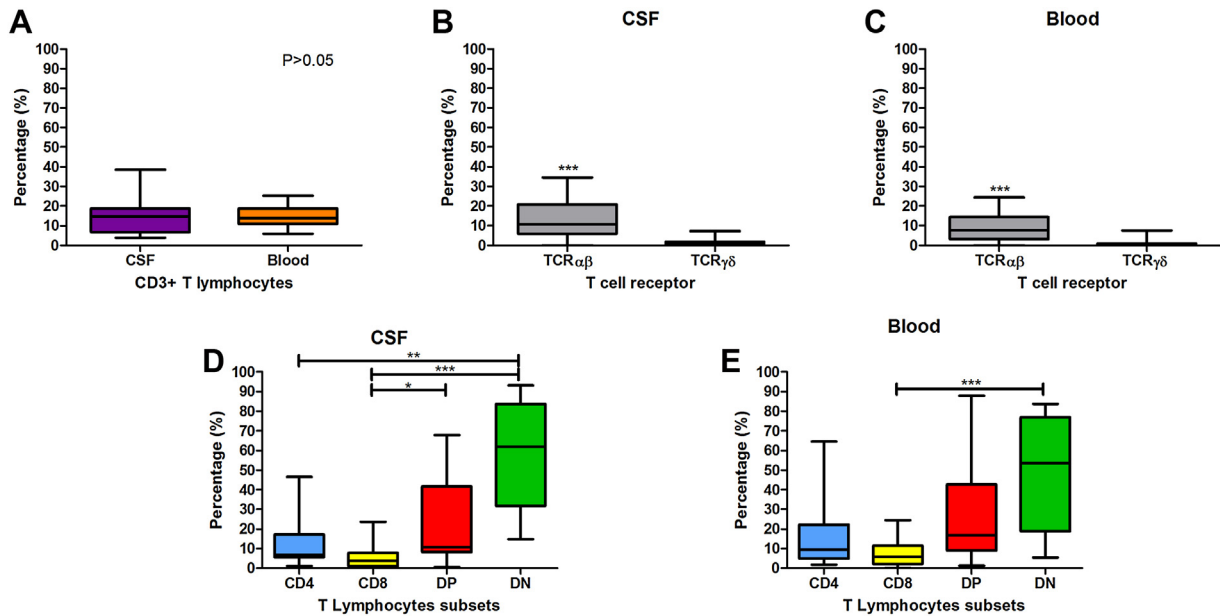 A
P>0.05
Percentage (%)
100
90
80
70
60
50
40
30
20
10
0
CSF Blood
CD3+ T lymphocytes
B
CSF
Percentage (%)
100
90
80
70
60
50
40
30
20
10
0
***
TCRαβ TCRγδ
T cell receptor
C
Blood
Percentage (%)
100
90
80
70
60
50
40
30
20
10
0
***
TCRαβ TCRγδ
T cell receptor
D
CSF
**
***
*
Percentage (%)
100
90
80
70
60
50
40
30
20
10
0
CD4 CD8 DP DN
T Lymphocytes subsets
E
Blood
***
Percentage (%)
100
90
80
70
60
50
40
30
20
10
0
CD4 CD8 DP DN
T Lymphocytes subsets